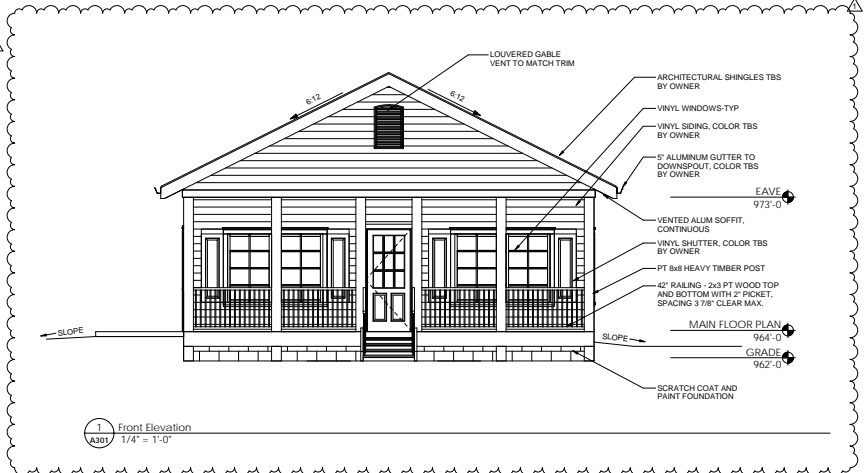 1
LOUVERED GABLE
VENT TO MATCH TRIM
6:12
6:12
ARCHITECTURAL SHINGLES TBS
BY OWNER
VINYL WINDOWS-TYP
VINYL SIDING, COLOR TBS
BY OWNER
5" ALUMINUM GUTTER TO
DOWNSPOUT, COLOR TBS
BY OWNER
EAVE
973'-0
VENTED ALUM SOFFIT,
CONTINUOUS
VINYL SHUTTER, COLOR TBS
BY OWNER
PT 8x8 HEAVY TIMBER POST
42" RAILING - 2x3 PT WOOD TOP
AND BOTTOM WITH 2" PICKET,
SPACING 3 7/8" CLEAR MAX.
SLOPE
SLOPE
MAIN FLOOR PLAN
964'-0
GRADE
962'-0
SCRATCH COAT AND
PAINT FOUNDATION
1
A301
Front Elevation
1/4" = 1'-0"